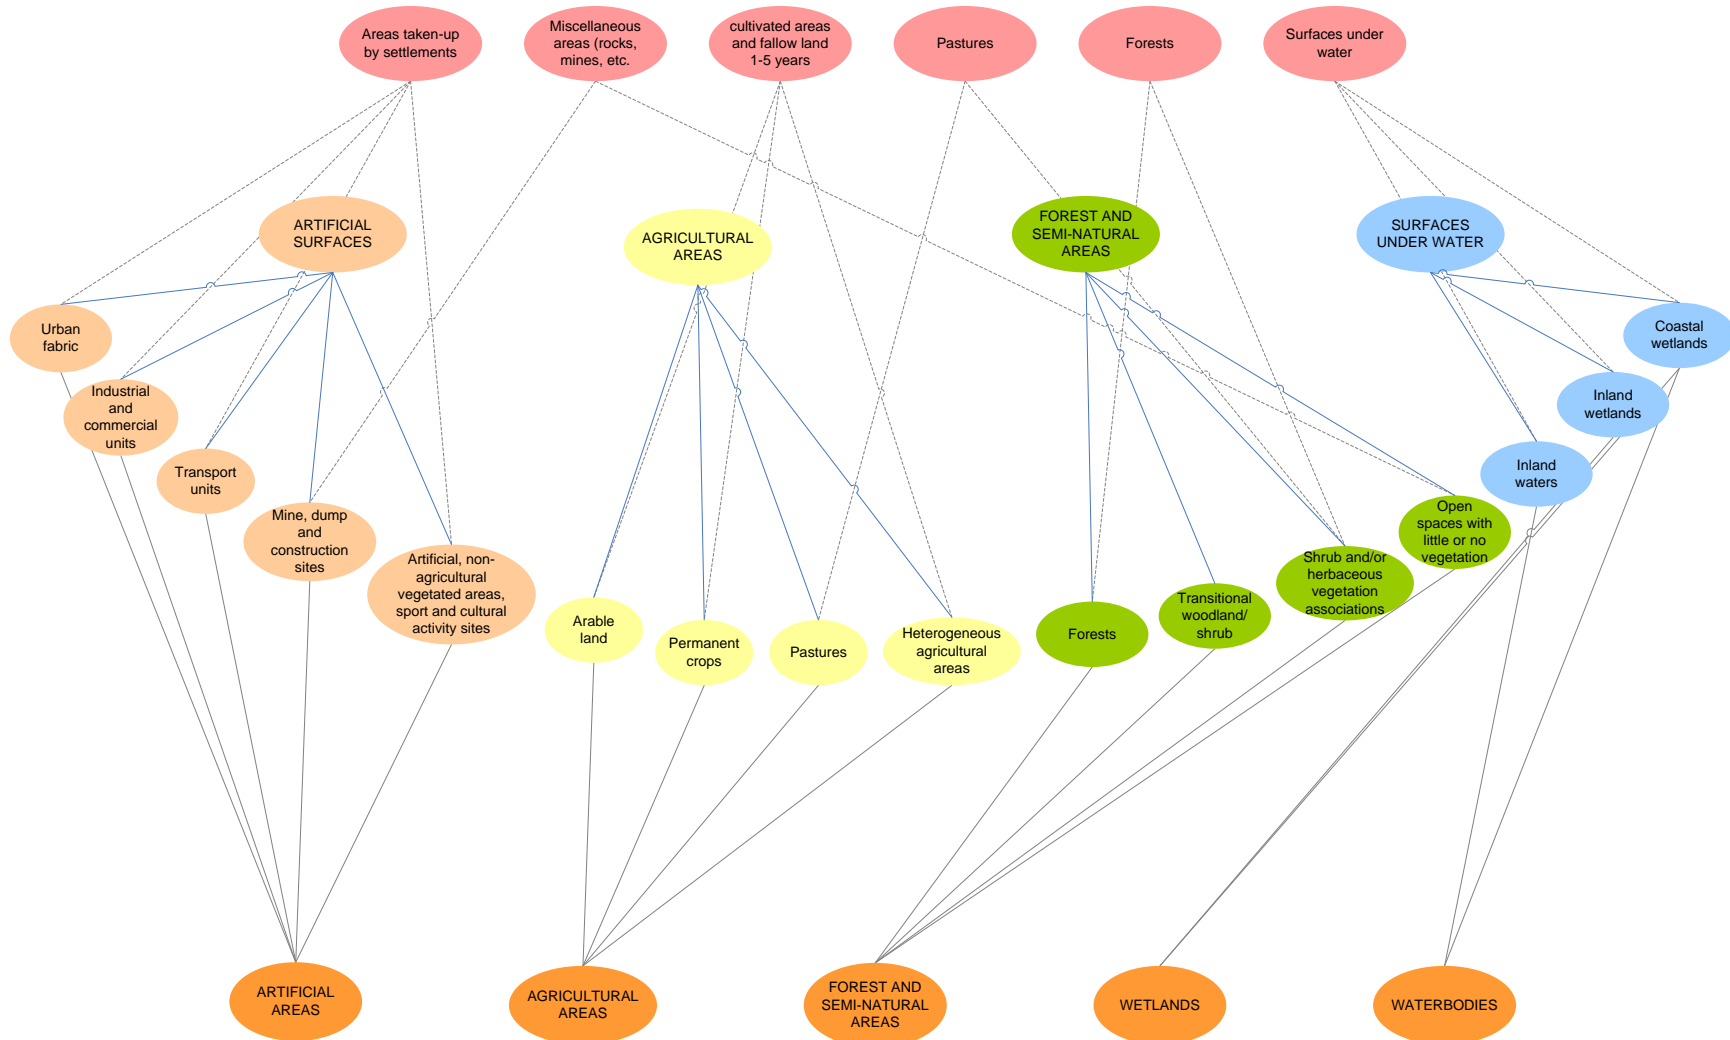 Areas taken-up
by settlements
Miscellaneous
areas (rocks,
mines, etc.
cultivated areas
and fallow land
1-5 years
Pastures
Forests
Surfaces under
water
ARTIFICIAL
SURFACES
AGRICULTURAL
AREAS
FOREST AND
SEMI-NATURAL
AREAS
SURFACES
UNDER WATER
Urban
fabric
Industrial
and
commercial
units
Transport
units
Mine, dump
and
construction
sites
Artificial, non-
agricultural
vegetated areas,
sport and cultural
activity sites
Arable
land
Permanent
crops
Pastures
Heterogeneous
agricultural
areas
Forests
Transitional
woodland/
shrub
Shrub and/or
herbaceous
vegetation
associations
Open
spaces with
little or no
vegetation
Inland
waters
Inland
wetlands
Coastal
wetlands
ARTIFICIAL
AREAS
AGRICULTURAL
AREAS
FOREST AND
SEMI-NATURAL
AREAS
WETLANDS
WATERBODIES